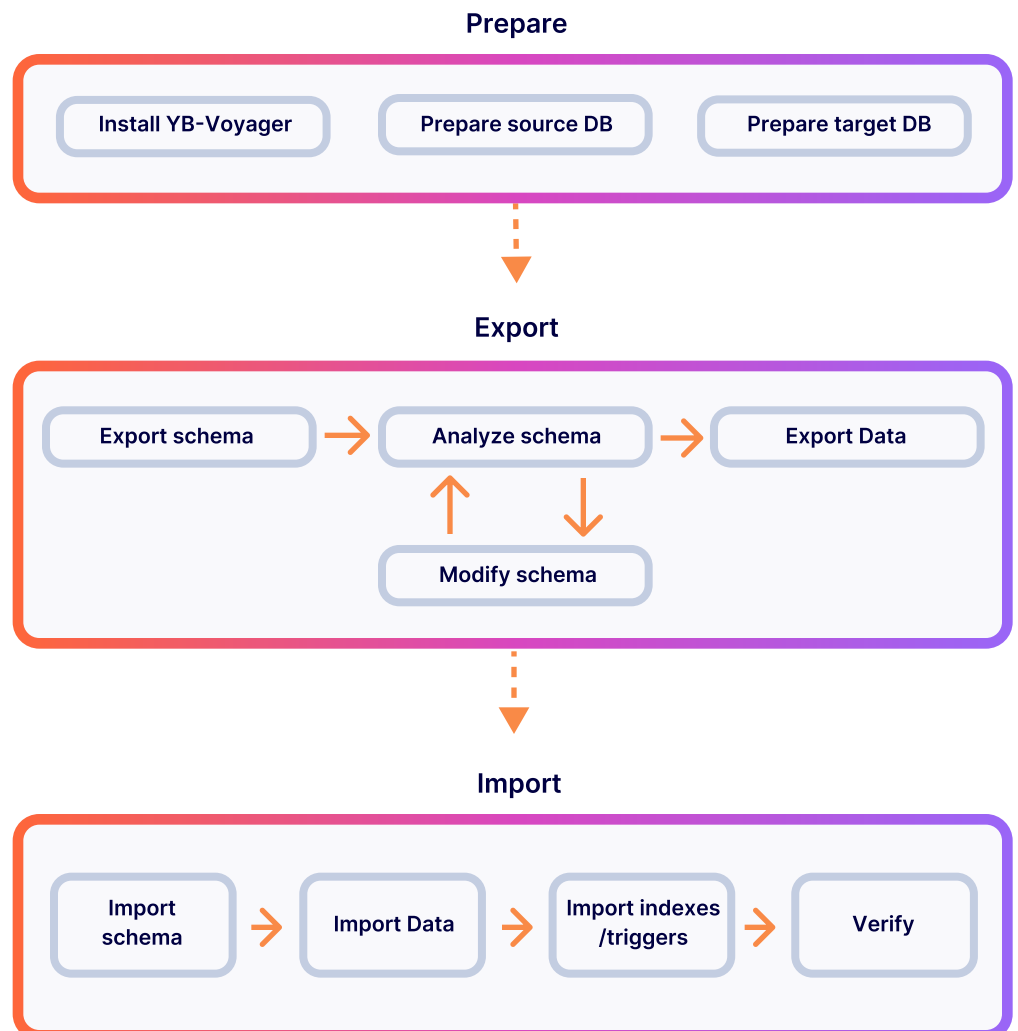 Prepare
Install YB-Voyager
Prepare source DB
Prepare target DB
Export
Export schema
Analyze schema
Export Data
Modify schema
Import
Import
schema
Import Data
Import indexes
/triggers
Verify